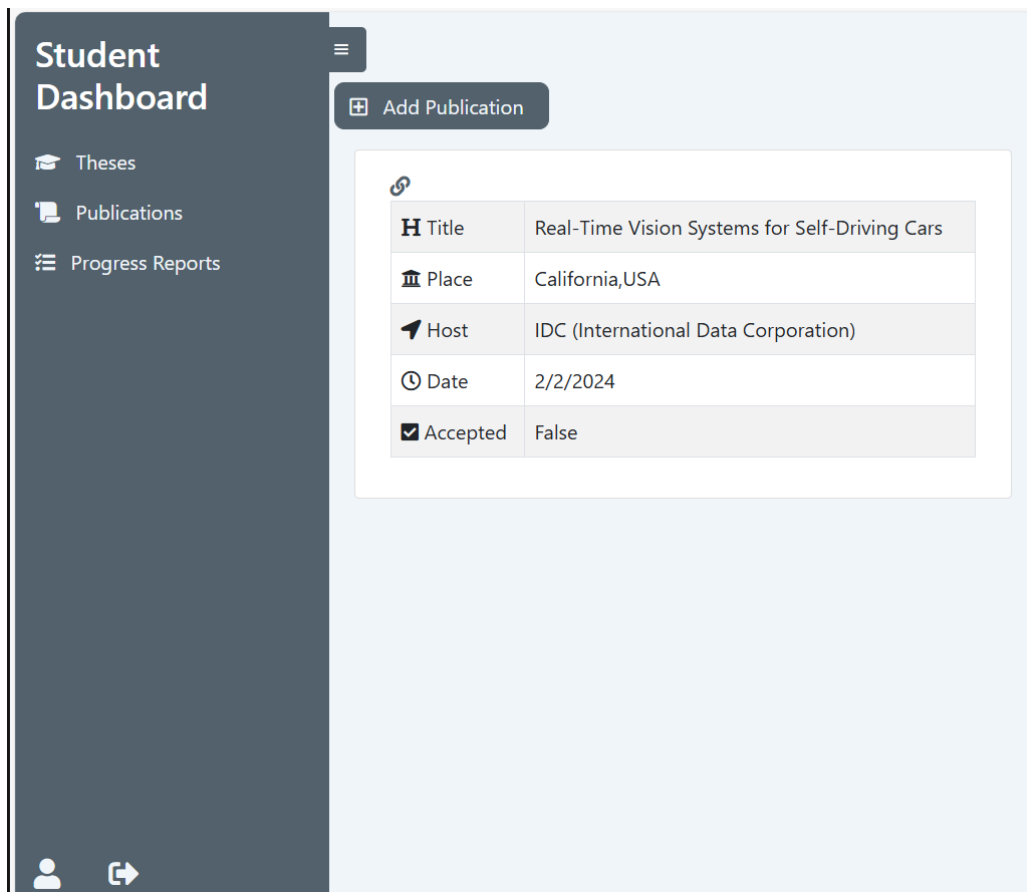 Student
Dashboard
Theses
Publications
Progress Reports
Add Publication
Title Real-Time Vision Systems for Self-Driving Cars
Place California,USA
Host IDC (International Data Corporation)
Date 2/2/2024
Accepted False